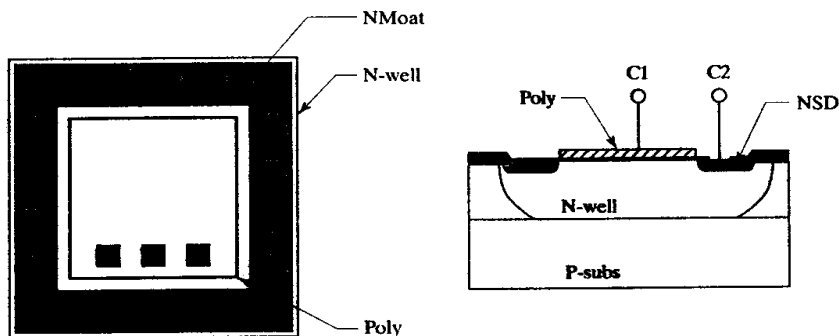 NMoat
N-well
Poly
C1
C2
Poly
NSD
N-well
P-subs